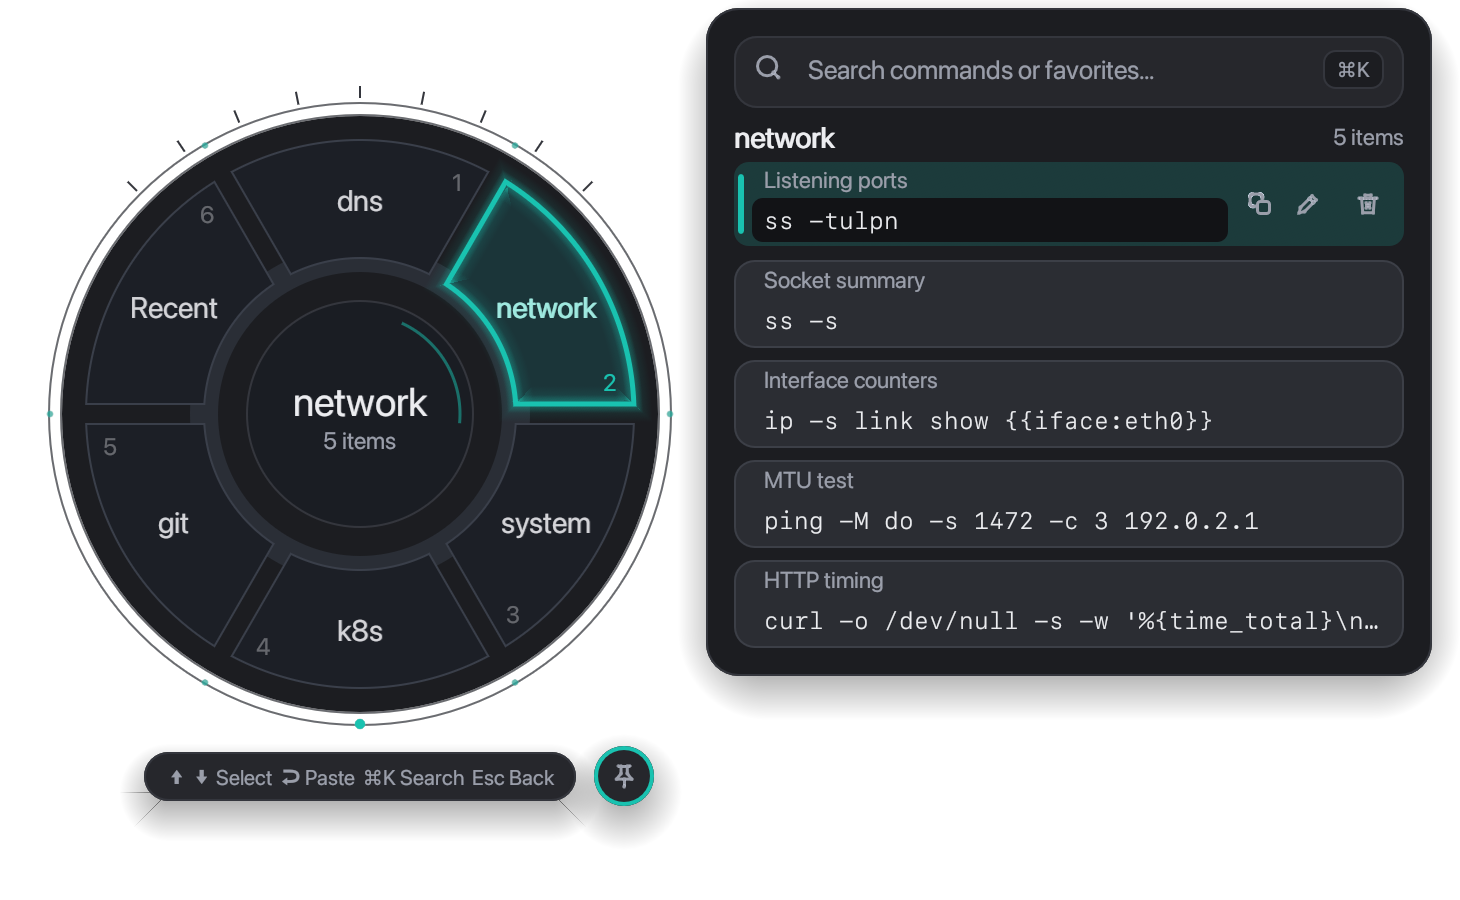 dns
1
network
2
system
3
k8s
4
git
5
Recent
6
network
5 items
Select Paste ⌘K Search Esc Back
Search commands or favorites...
⌘K
network
5 items
Listening ports
ss -tulpn
Socket summary
ss -s
Interface counters
ip -s link show {{iface:eth0}}
MTU test
ping -M do -s 1472 -c 3 192.0.2.1
HTTP timing
curl -o /dev/null -s -w '%{time_total}\n…